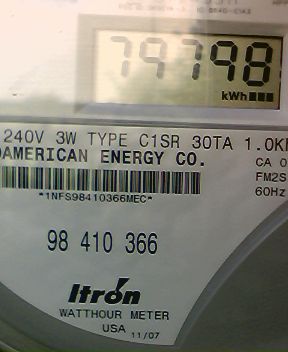 79798
kWh
240V 3W TYPE C1SR 30TA 1.0K
AMERICAN ENERGY CO.
CA 0
FM2S
60Hz
*1NFS98410366MEC*
98 410 366
Itron
WATTHOUR METER
USA 11/07